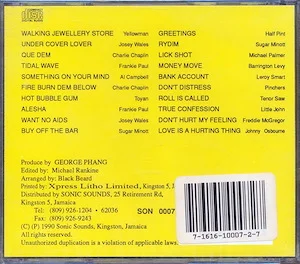 WALKING JEWELLERY STORE Yellowman
UNDER COVER LOVER Josey Wales
QUE DEM Charlie Chaplin
TIDAL WAVE Frankie Paul
SOMETHING ON YOUR MIND Al Campbell
FIRE BURN DEM BELOW Charlie Chaplin
HOT BUBBLE GUM Toyan
ALESHA Frankie Paul
WANT NO AIDS Josey Wales
BUY OFF THE BAR Sugar Minott
GREETINGS Half Pint
RYDIM Sugar Minott
LICK SHOT Michael Palmer
MONEY MOVE Barrington Levy
BANK ACCOUNT Leroy Smart
DON'T DISTRESS Pinchers
ROLL IS CALLED Tenor Saw
TRUE CONFESSION Little John
DON'T HURT MY FEELING Freddie McGregor
LOVE IS A HURTING THING Johnny Osbourne
Produce by GEORGE PHANG
Edited by: Michael Rankine
Arranged by: Black Beard
Printed by: Xpress Litho Limited, Kingston 5,
Distributed by SONIC SOUNDS, 25 Retirement Rd,
Kingston 5, Jamaica
Tel: (809) 926-1204 · 62036 SON 0007
Fax: (809) 926-9243
C) (P) 1990 Sonic Sounds, Kingston, Jamaica
All rights reserved.
Unauthorized duplication is a violation of applicable laws.
7-1616-10007-2-7